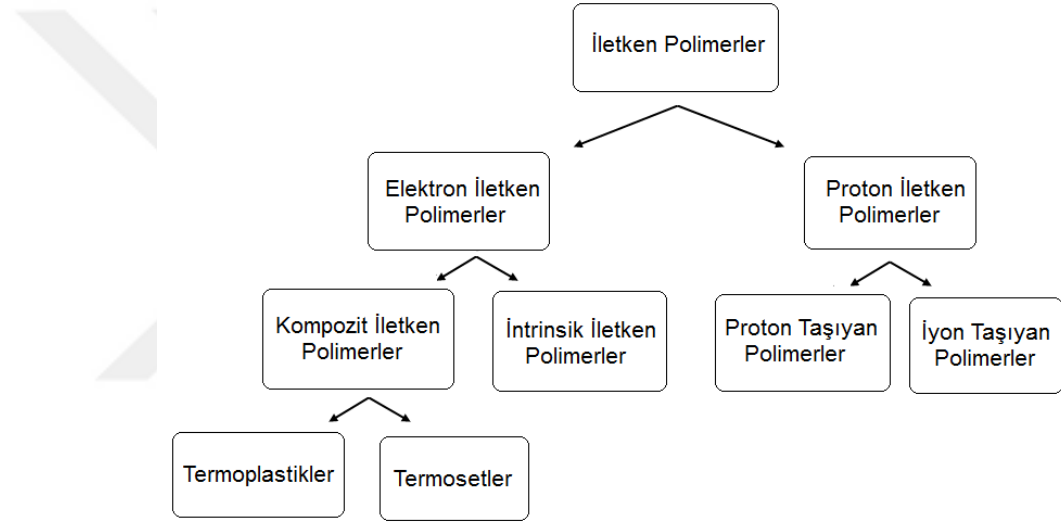 İletken Polimerler
Elektron İletken
Polimerler
Proton İletken
Polimerler
Kompozit İletken
Polimerler
İntrinsik İletken
Polimerler
Proton Taşıyan
Polimerler
İyon Taşıyan
Polimerler
Termoplastikler
Termosetler